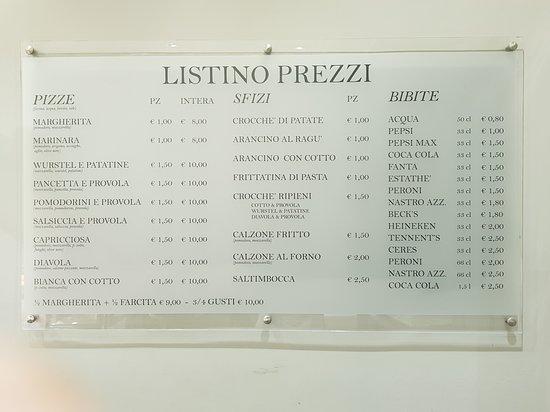 LISTINO PREZZI
PIZZE PZ INTERA
MARGHERITA € 1,00 € 8,00
(pomodoro, mozzarella)
MARINARA € 1,00 € 8,00
WURSTEL E PATATINE € 1,50 € 10,00
(mozzarella, wurstel, patatine)
PANCETTA E PROVOLA € 1,50 € 10,00
POMODORINI E PROVOLA € 1,50 € 10,00
SALSICCIA E PROVOLA € 1,50 € 10,00
CAPRICCIOSA € 1,50 € 10,00
DIAVOLA € 1,50 € 10,00
BIANCA CON COTTO € 1,50 € 10,00
½ MARGHERITA + ½ FARCITA € 9,00 - 3/4 GUSTI € 10,00
SFIZI PZ
CROCCHE' DI PATATE € 1,00
ARANCINO AL RAGU' € 1,00
ARANCINO CON COTTO € 1,00
FRITTATINA DI PASTA € 1,00
CROCCHE' RIPIENI € 1,50
COTTO & PROVOLA
WURSTEL & PATATINE
DIAVOLA & PROVOLA
CALZONE FRITTO € 1,50
(pomodoro, mozzarella)
CALZONE AL FORNO € 2,00
(pomodoro, mozzarella)
SALTIMBOCCA € 2,50
BIBITE
ACQUA 50 cl € 0,80
PEPSI 33 cl € 1,00
PEPSI MAX 33 cl € 1,50
COCA COLA 33 cl € 1,50
FANTA 33 cl € 1,50
ESTATHE' 33 cl € 1,50
PERONI 33 cl € 1,50
NASTRO AZZ. 33 cl € 1,80
BECK'S 33 cl € 1,80
HEINEKEN 33 cl € 2,00
TENNENT'S 33 cl € 2,50
CERES 33 cl € 2,50
PERONI 66 cl € 2,00
NASTRO AZZ. 66 cl € 2,50
COCA COLA 1,5 l € 2,50